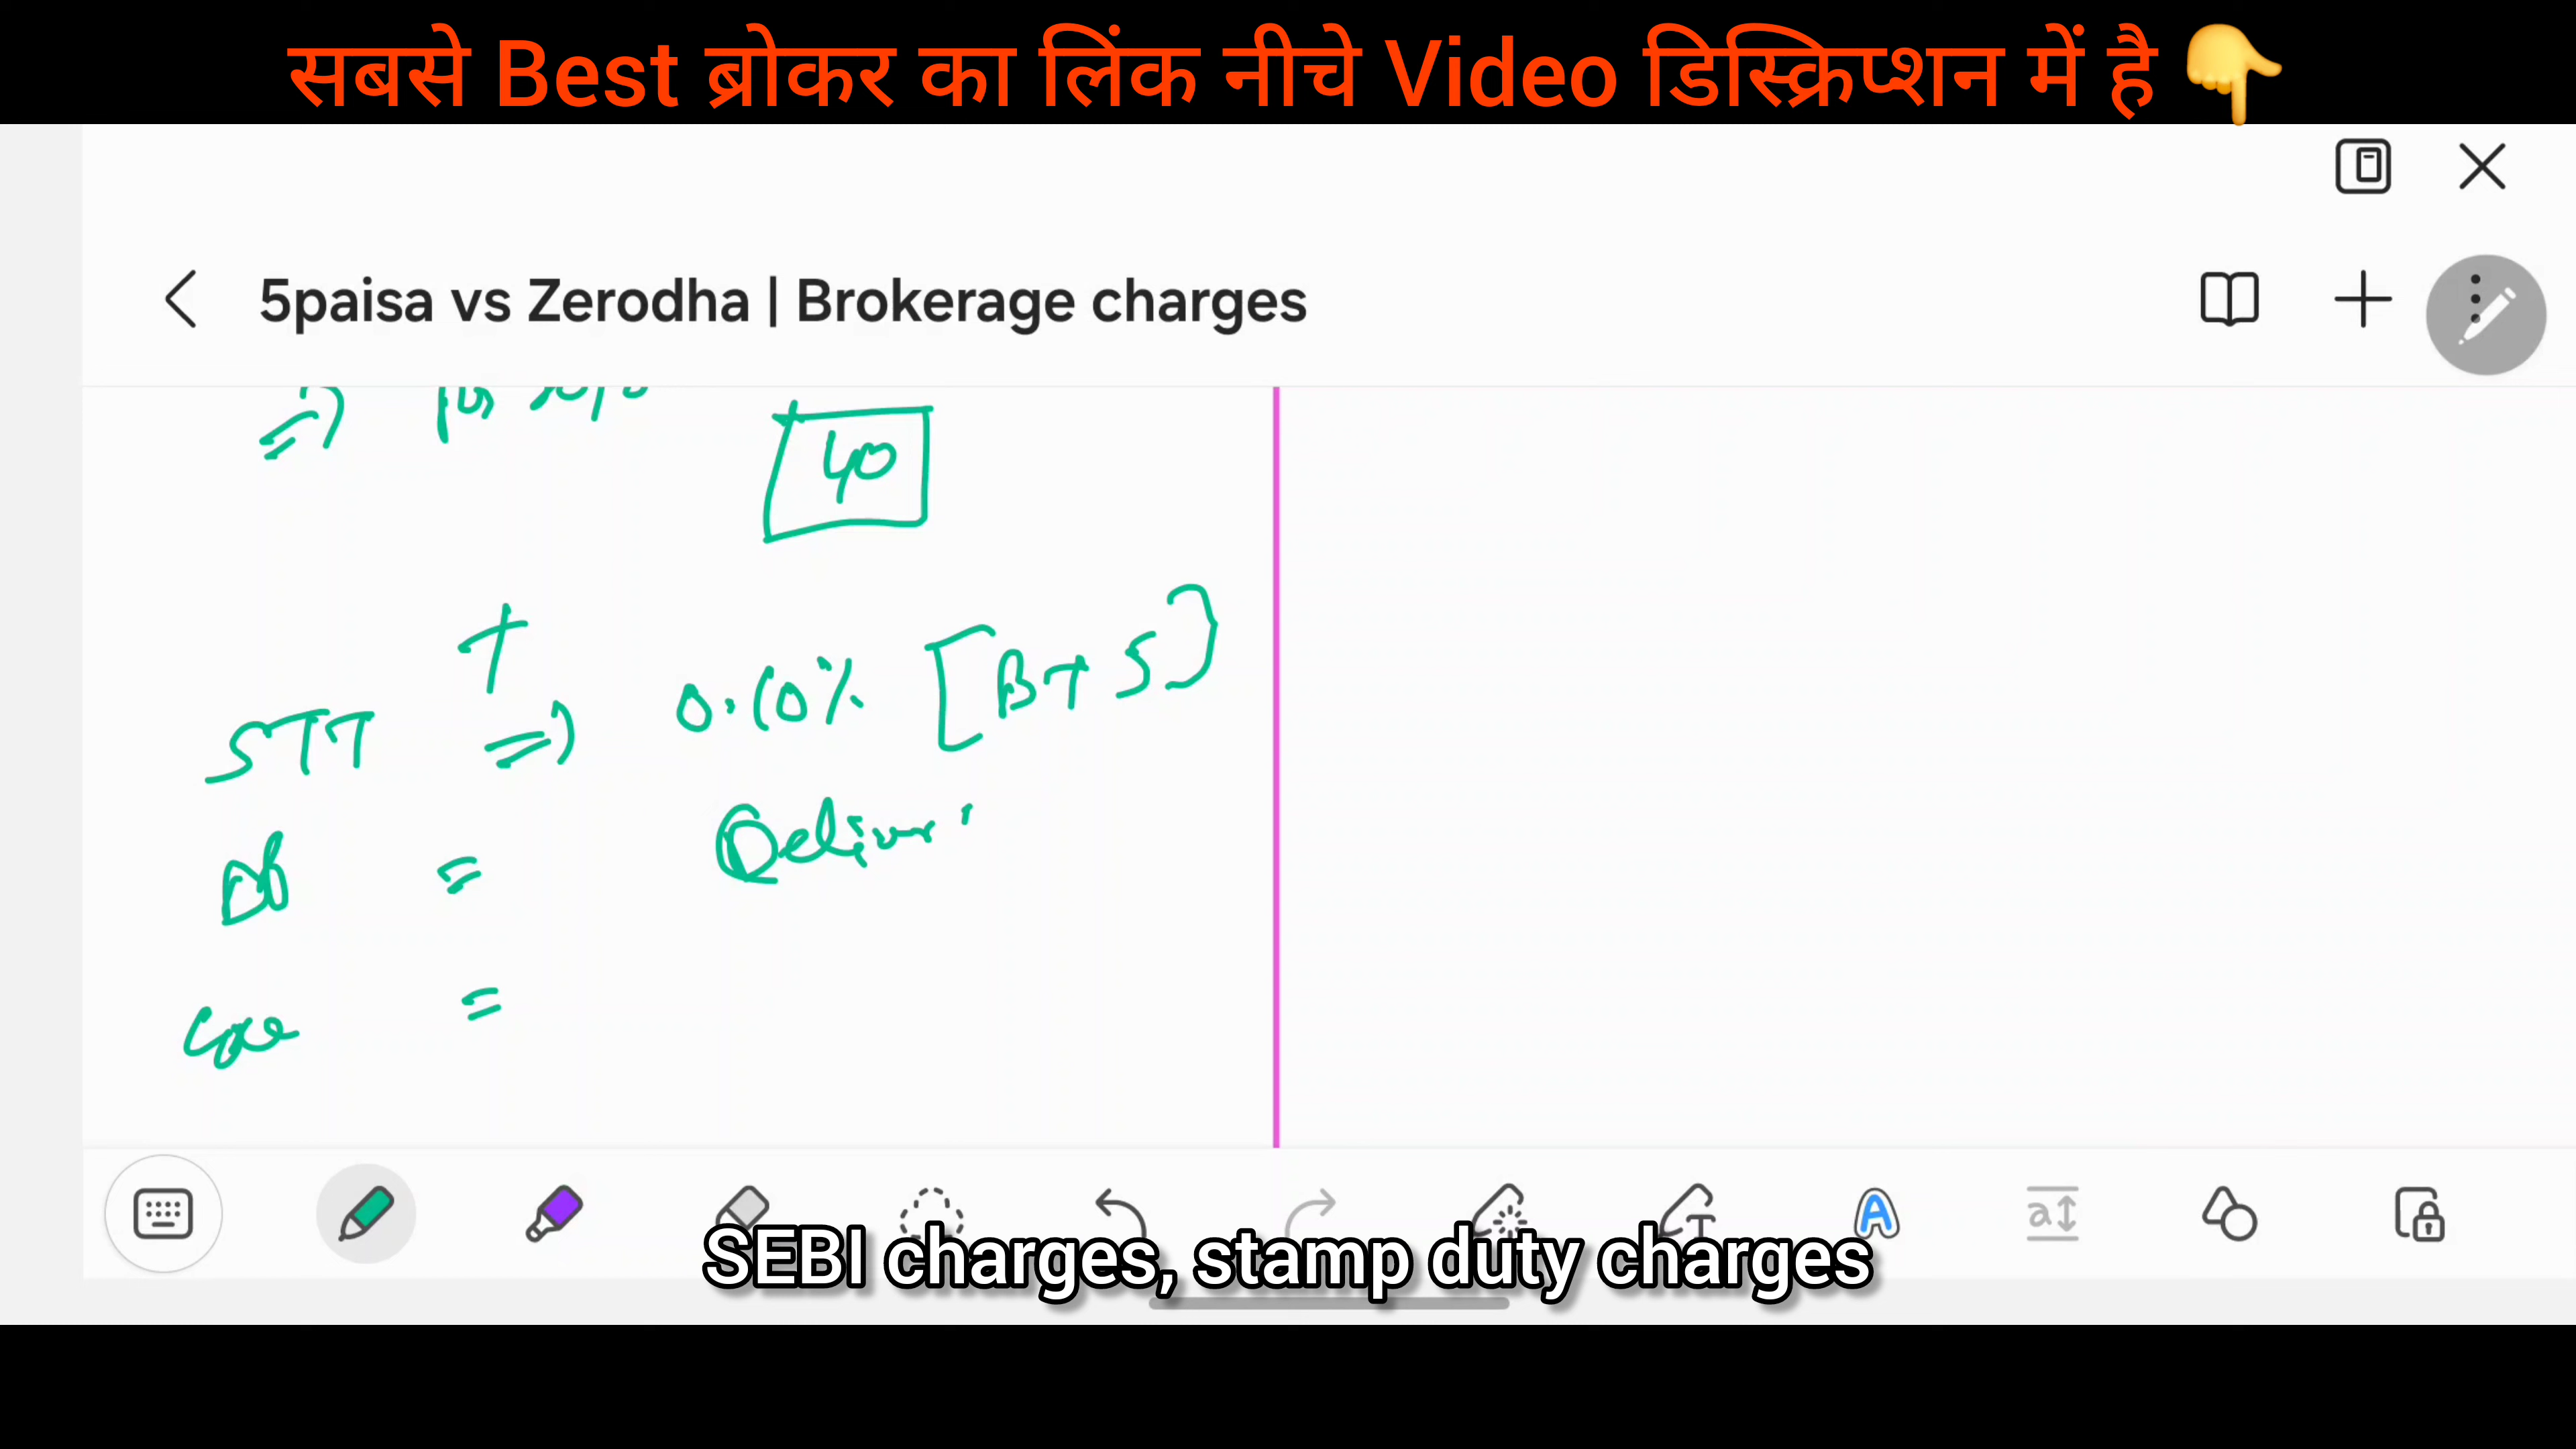 सबसे Best ब्रोकर का लिंक नीचे Video डिस्क्रिप्शन में है 👇
5paisa vs Zerodha | Brokerage charges
40
+
STT => 0.10% [B+S]
=
=
SEBI charges, stamp duty charges